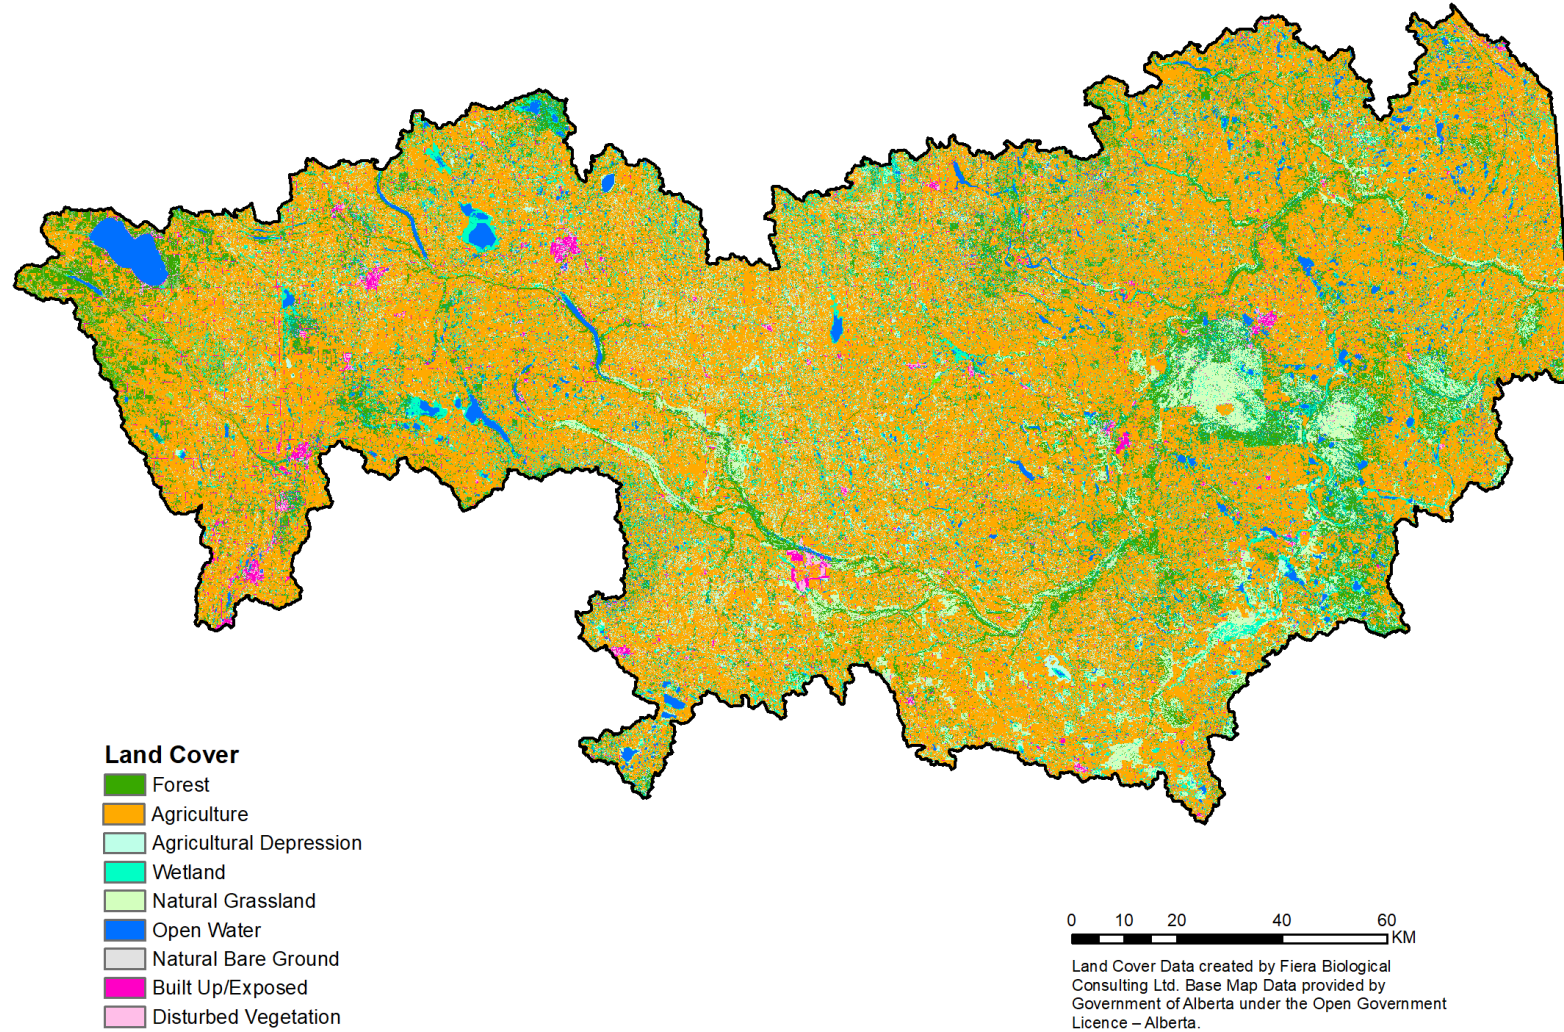 Land Cover
Forest
Agriculture
Agricultural Depression
Wetland
Natural Grassland
Open Water
Natural Bare Ground
Built Up/Exposed
Disturbed Vegetation
0 10 20 40 60
KM
Land Cover Data created by Fiera Biological
Consulting Ltd. Base Map Data provided by
Government of Alberta under the Open Government
Licence – Alberta.